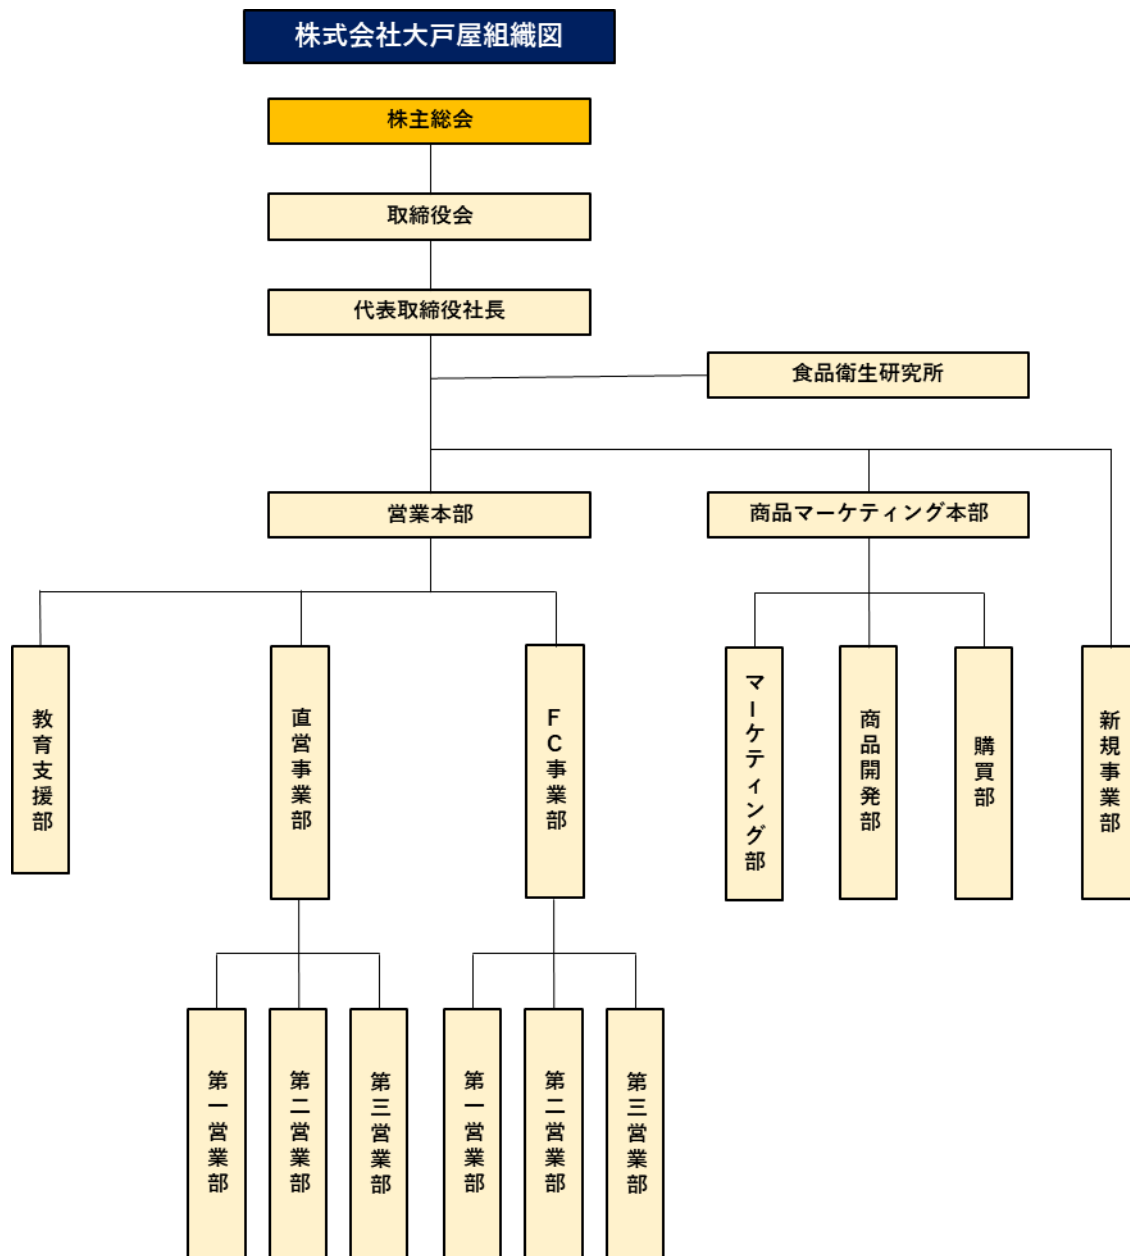 株式会社大戸屋組織図
株主総会
取締役会
代表取締役社長
食品衛生研究所
営業本部
商品マーケティング本部
教育支援部
直営事業部
FC事業部
マーケティング部
商品開発部
購買部
新規事業部
第一営業部
第二営業部
第三営業部
第一営業部
第二営業部
第三営業部